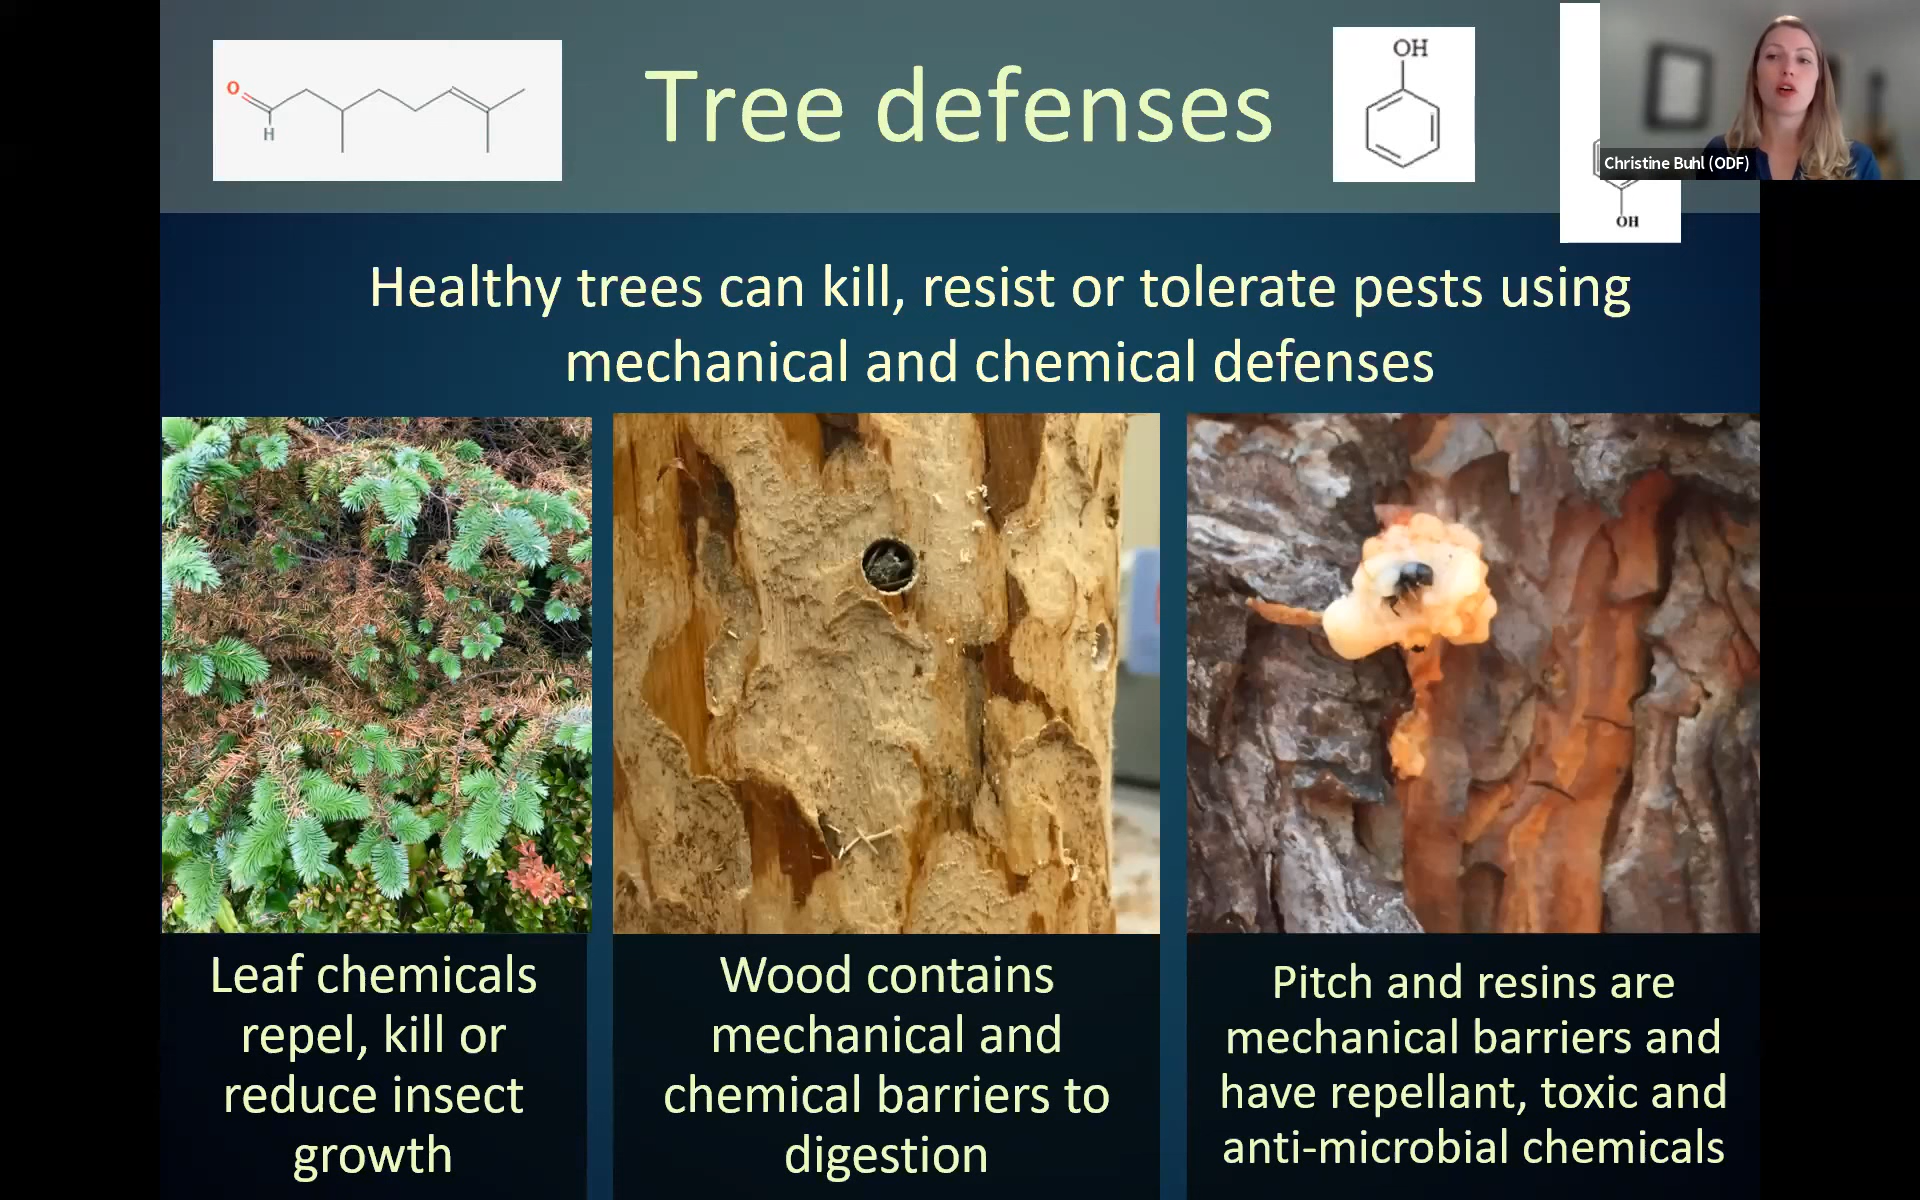 O
H
Tree defenses
OH
Christine Buhl (ODF)
OH
Healthy trees can kill, resist or tolerate pests using
mechanical and chemical defenses
Leaf chemicals
repel, kill or
reduce insect
growth
Wood contains
mechanical and
chemical barriers to
digestion
Pitch and resins are
mechanical barriers and
have repellant, toxic and
anti-microbial chemicals